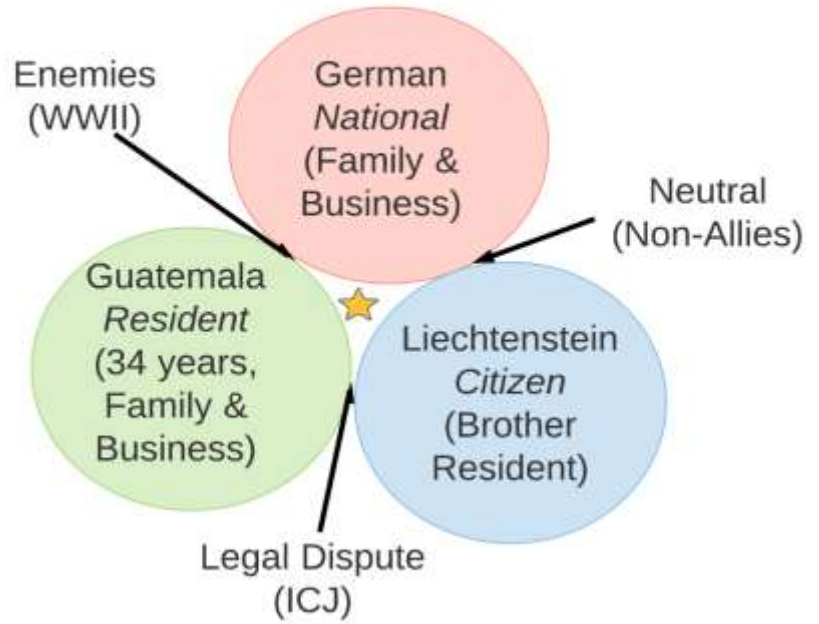 Enemies
(WWII)
German
National
(Family &
Business)
Neutral
(Non-Allies)
Guatemala
Resident
(34 years,
Family &
Business)
Liechtenstein
Citizen
(Brother
Resident)
Legal Dispute
(ICJ)